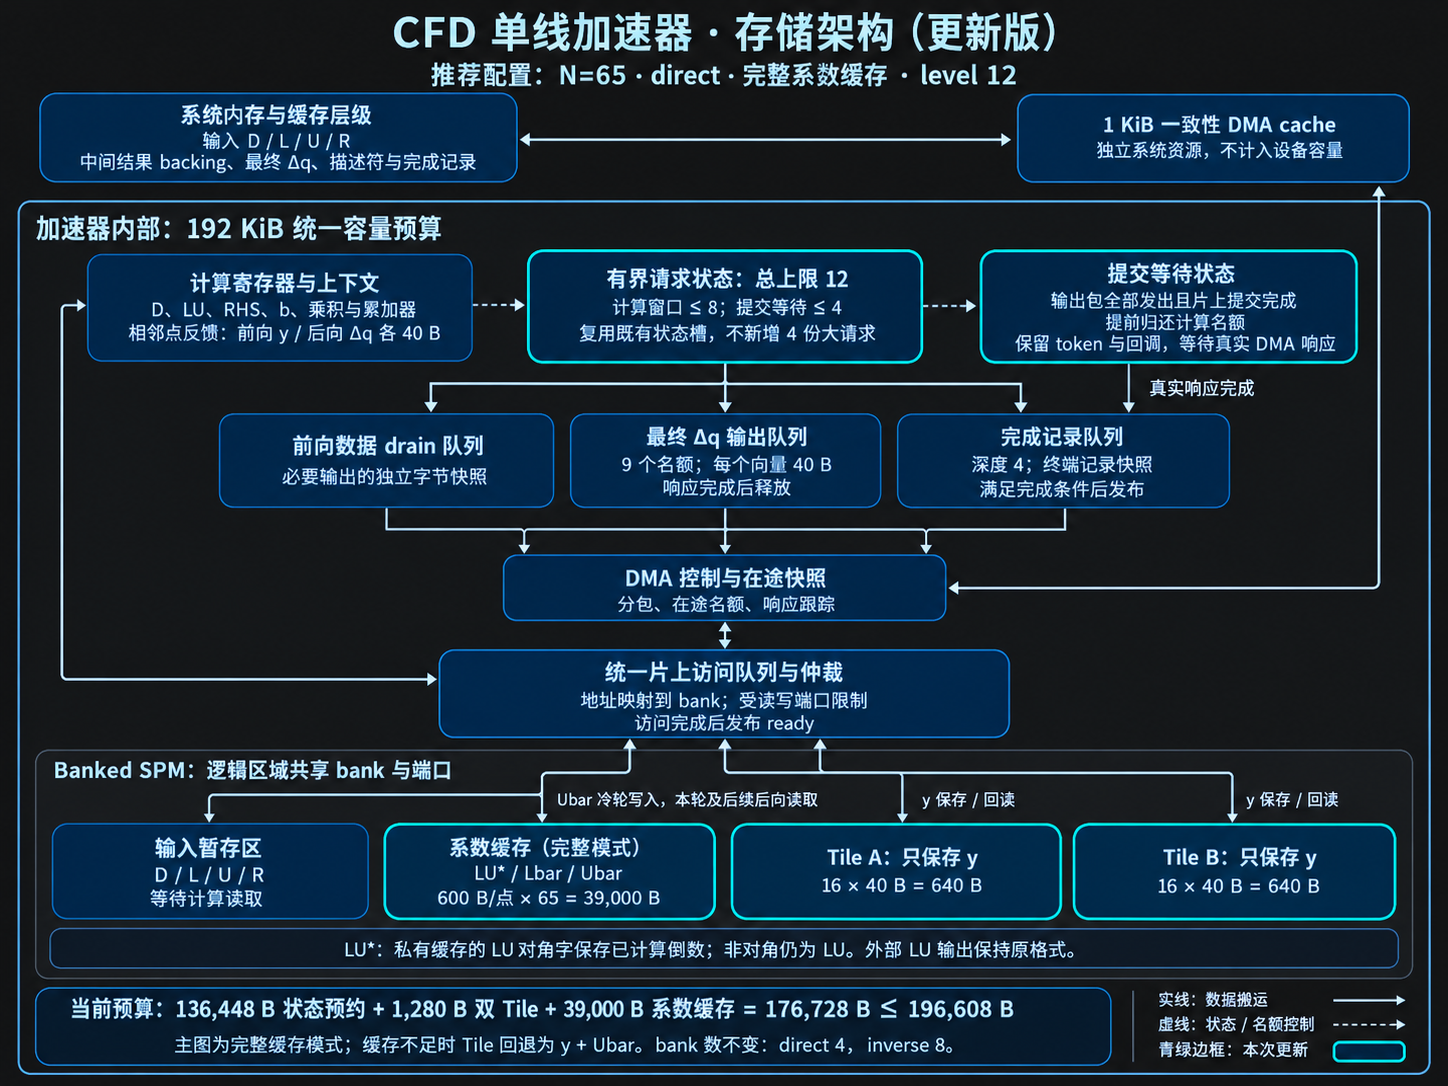 CFD 单线加速器 · 存储架构（更新版）
推荐配置：N=65 · direct · 完整系数缓存 · level 12
系统内存与缓存层级
输入 D / L / U / R
中间结果 backing、最终 Δq、描述符与完成记录
1 KiB 一致性 DMA cache
独立系统资源，不计入设备容量
加速器内部：192 KiB 统一容量预算
计算寄存器与上下文
D、LU、RHS、b、乘积与累加器
相邻点反馈：前向 y / 后向 Δq 各 40 B
有界请求状态：总上限 12
计算窗口 ≤ 8；提交等待 ≤ 4
复用既有状态槽，不新增 4 份大请求
提交等待状态
输出包全部发出且片上提交完成
提前归还计算名额
保留 token 与回调，等待真实 DMA 响应
真实响应完成
前向数据 drain 队列
必要输出的独立字节快照
最终 Δq 输出队列
9 个名额；每个向量 40 B
响应完成后释放
完成记录队列
深度 4；终端记录快照
满足完成条件后发布
DMA 控制与在途快照
分包、在途名额、响应跟踪
统一片上访问队列与仲裁
地址映射到 bank；受读写端口限制
访问完成后发布 ready
Banked SPM：逻辑区域共享 bank 与端口
Ubar 冷轮写入，本轮及后续后向读取
y 保存 / 回读
y 保存 / 回读
输入暂存区
D / L / U / R
等待计算读取
系数缓存（完整模式）
LU* / Lbar / Ubar
600 B/点 × 65 = 39,000 B
Tile A：只保存 y
16 × 40 B = 640 B
Tile B：只保存 y
16 × 40 B = 640 B
LU*：私有缓存的 LU 对角字保存已计算倒数；非对角仍为 LU。外部 LU 输出保持原格式。
当前预算：136,448 B 状态预约 + 1,280 B 双 Tile + 39,000 B 系数缓存 = 176,728 B ≤ 196,608 B
主图为完整缓存模式；缓存不足时 Tile 回退为 y + Ubar。bank 数不变：direct 4，inverse 8。
实线：数据搬运
虚线：状态 / 名额控制
青绿边框：本次更新